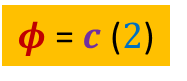 ϕ = c (2)